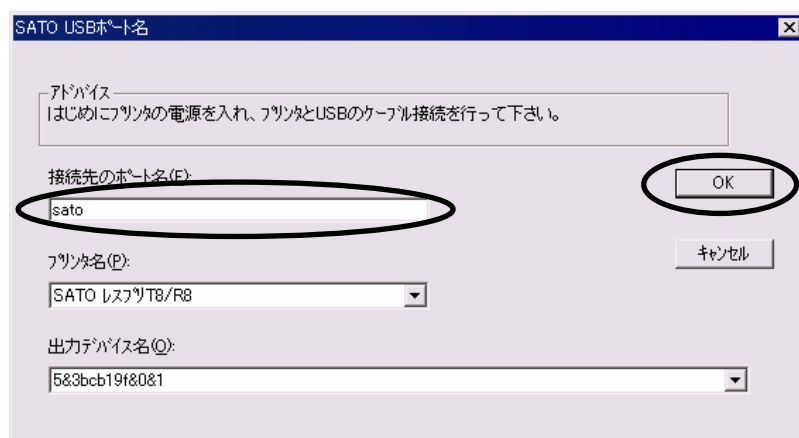 SATO USBﾎﾟｰﾄ名
ｱﾄﾞﾊﾞｲｽ
はじめにﾌﾟﾘﾝﾀの電源を入れ、ﾌﾟﾘﾝﾀとUSBのｹｰﾌﾞﾙ接続を行って下さい。
接続先のﾎﾟｰﾄ名(E):
sato
OK
ｷｬﾝｾﾙ
ﾌﾟﾘﾝﾀ名(P):
SATO ﾚｽﾌﾟﾘT8/R8
出力ﾃﾞﾊﾞｲｽ名(O):
5&3bcb19f&0&1